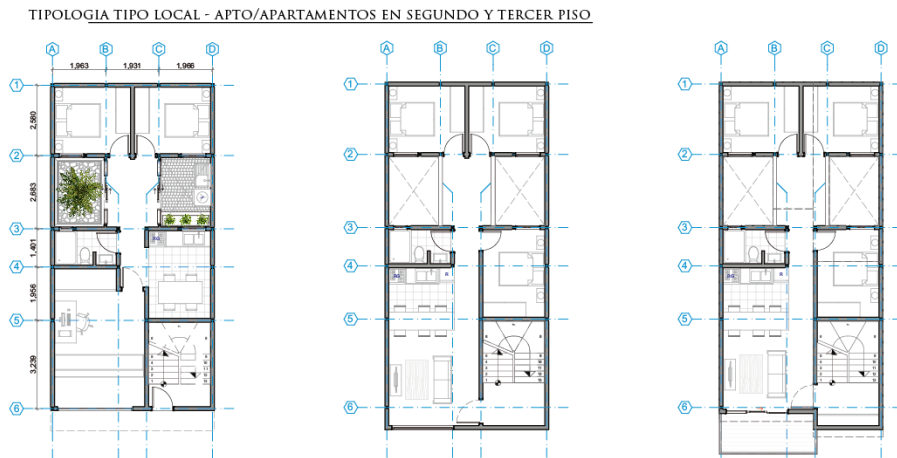 TIPOLOGIA TIPO LOCAL - APTO/APARTAMENTOS EN SEGUNDO Y TERCER PISO
A B C D
A B C D
A B C D
1,963 1,931 1,966
1 1 1
2,560
2 2 2
2,683
3 3 3
1,401
4 4 4
1,956
5 5 5
3,239
6 6 6